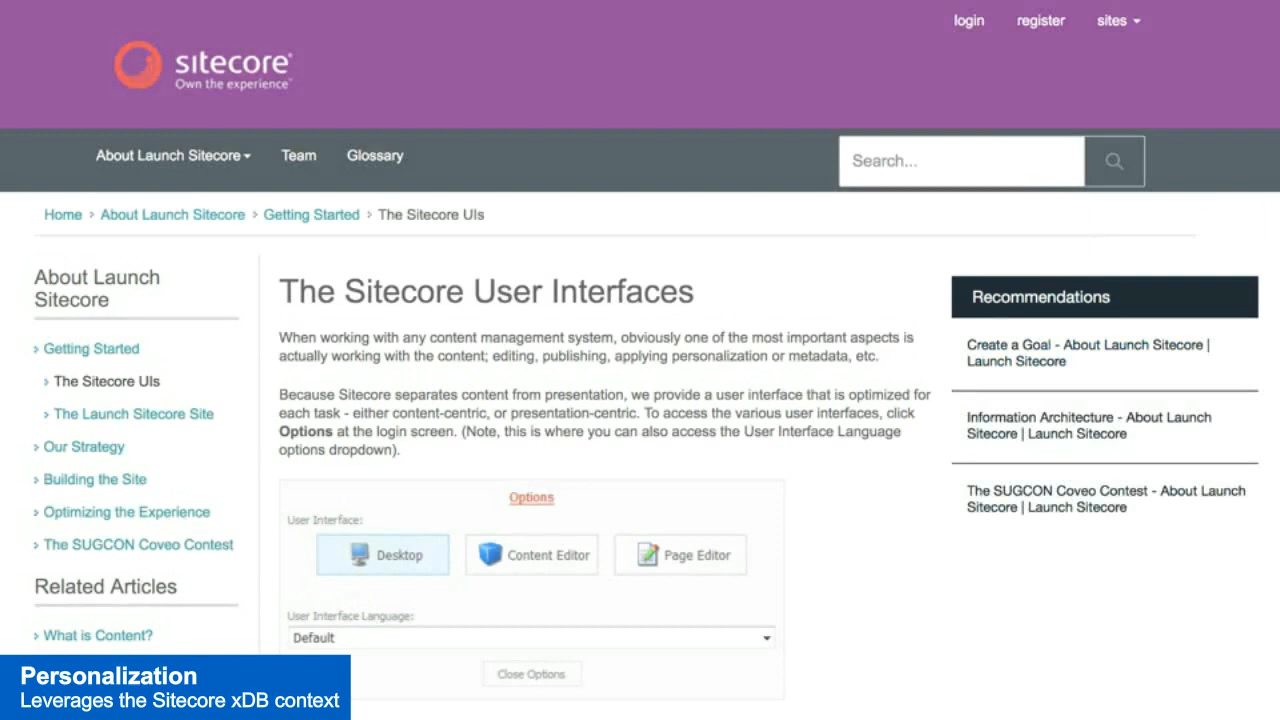 login register sites
sitecore
Own the experience
About Launch Sitecore Team Glossary
Search...
Home > About Launch Sitecore > Getting Started > The Sitecore UIs
About Launch
Sitecore
› Getting Started
› The Sitecore UIs
› The Launch Sitecore Site
› Our Strategy
› Building the Site
› Optimizing the Experience
› The SUGCON Coveo Contest
Related Articles
› What is Content?
The Sitecore User Interfaces
When working with any content management system, obviously one of the most important aspects is
actually working with the content; editing, publishing, applying personalization or metadata, etc.
Because Sitecore separates content from presentation, we provide a user interface that is optimized for
each task - either content-centric, or presentation-centric. To access the various user interfaces, click
Options at the login screen. (Note, this is where you can also access the User Interface Language
options dropdown).
Options
User Interface:
Desktop Content Editor Page Editor
User Interface Language:
Default
Close Options
Recommendations
Create a Goal - About Launch Sitecore |
Launch Sitecore
Information Architecture - About Launch
Sitecore | Launch Sitecore
The SUGCON Coveo Contest - About Launch
Sitecore | Launch Sitecore
Personalization
Leverages the Sitecore xDB context